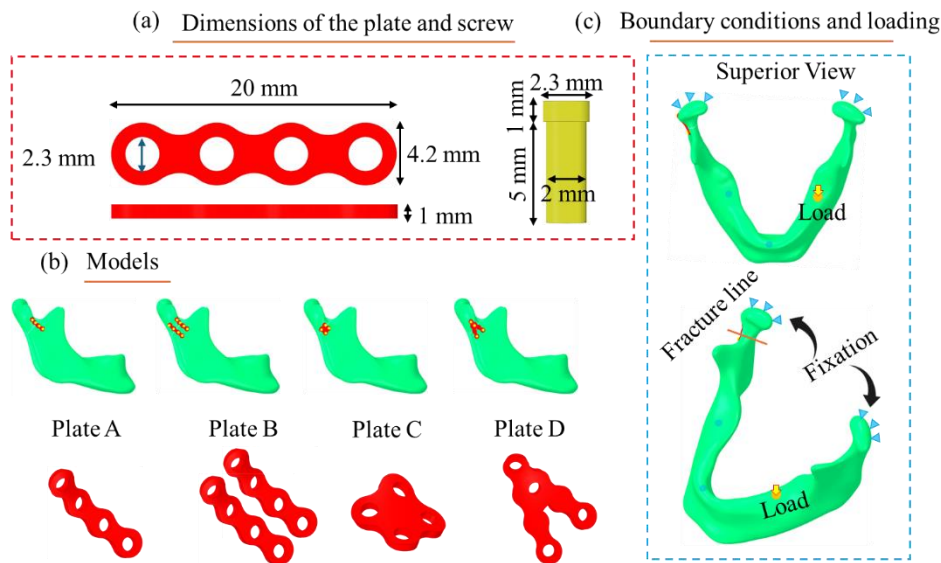 (a) Dimensions of the plate and screw
20 mm
2.3 mm
4.2 mm
1 mm
2.3 mm
1 mm
5 mm
2 mm
(b) Models
Plate A
Plate B
Plate C
Plate D
(c) Boundary conditions and loading
Superior View
Load
Fracture line
Fixation
Load